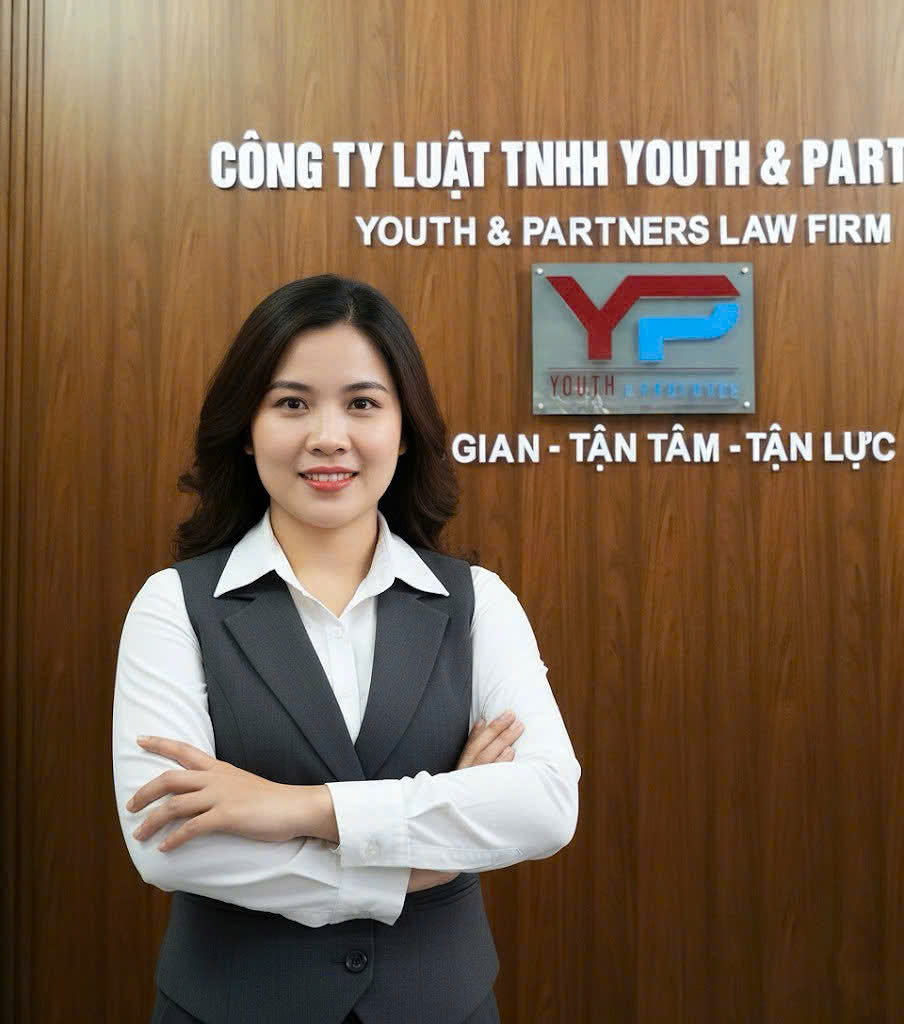 CÔNG TY LUẬT TNHH YOUTH & PART
YOUTH & PARTNERS LAW FIRM
YP
YOUTH
GIAN - TẬN TÂM - TẬN LỰC